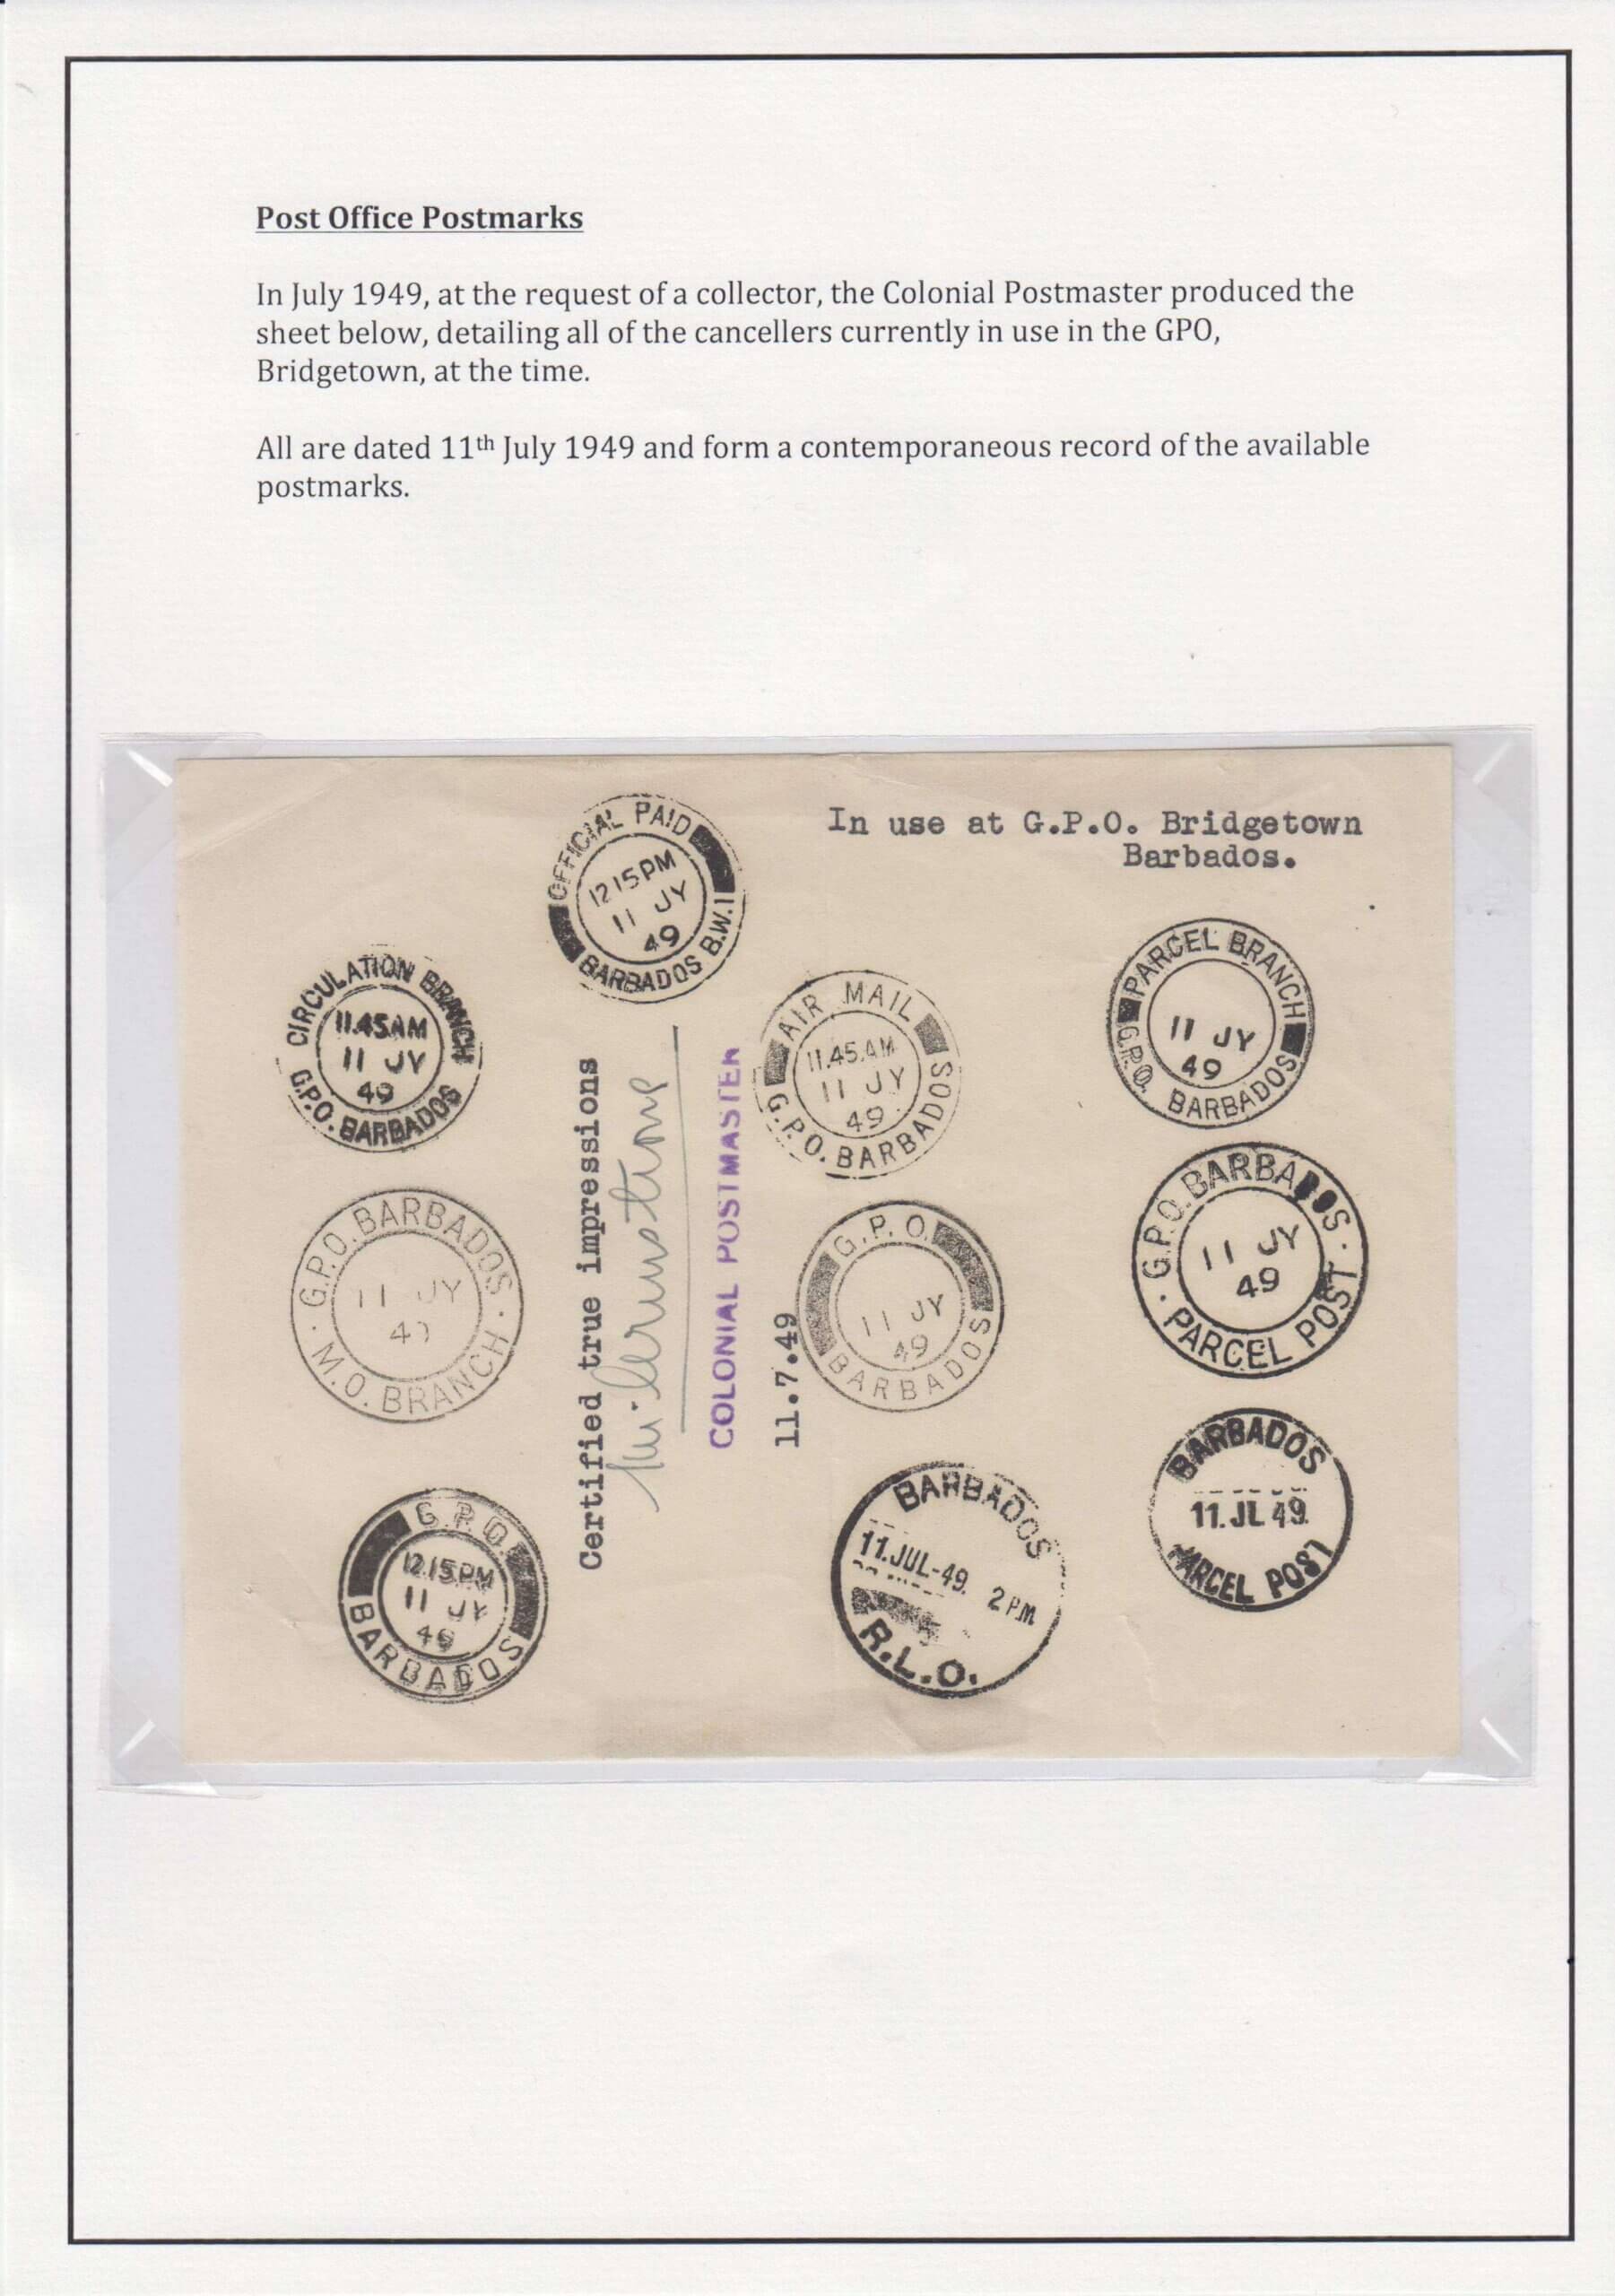 Post Office Postmarks
In July 1949, at the request of a collector, the Colonial Postmaster produced the
sheet below, detailing all of the cancellers currently in use in the GPO,
Bridgetown, at the time.
All are dated 11th July 1949 and form a contemporaneous record of the available
postmarks.
In use at G.P.O. Bridgetown
Barbados.
OFFICIAL PAID
12 15 PM
11 JY
49
BARBADOS B.W.I
CIRCULATION BRANCH
11.45AM
11 JY
49
G.P.O. BARBADOS
AIR MAIL
11.45.AM
11 JY
49
G.P.O. BARBADOS
PARCEL BRANCH
11 JY
49
G.P.O. BARBADOS
G.P.O. BARBADOS
11 JY
4
M.O. BRANCH
Certified true impressions
COLONIAL POSTMASTER
11.7.49
G.P.O.
11 JY
49
BARBADOS
G.P.O. BARBADOS
11 JY
49
PARCEL POST
G.P.O.
12.15PM
11 JY
49
BARBADOS
BARBADOS
11.JUL-49. 2 PM
R.L.O.
BARBADOS
11.JL 49.
PARCEL POST